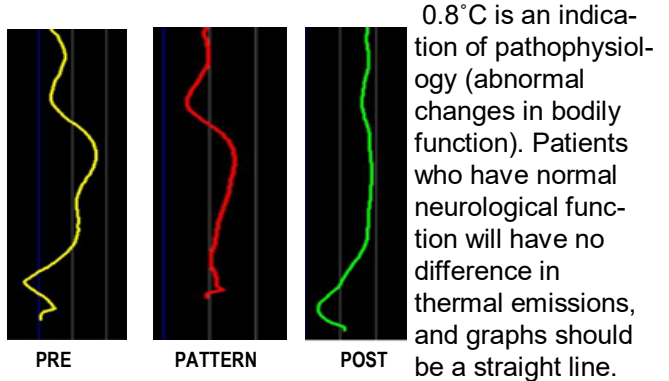 0.8˚C is an indica-
tion of pathophysiol-
ogy (abnormal
changes in bodily
function). Patients
who have normal
neurological func-
tion will have no
difference in
thermal emissions,
and graphs should
be a straight line.
PRE
PATTERN
POST